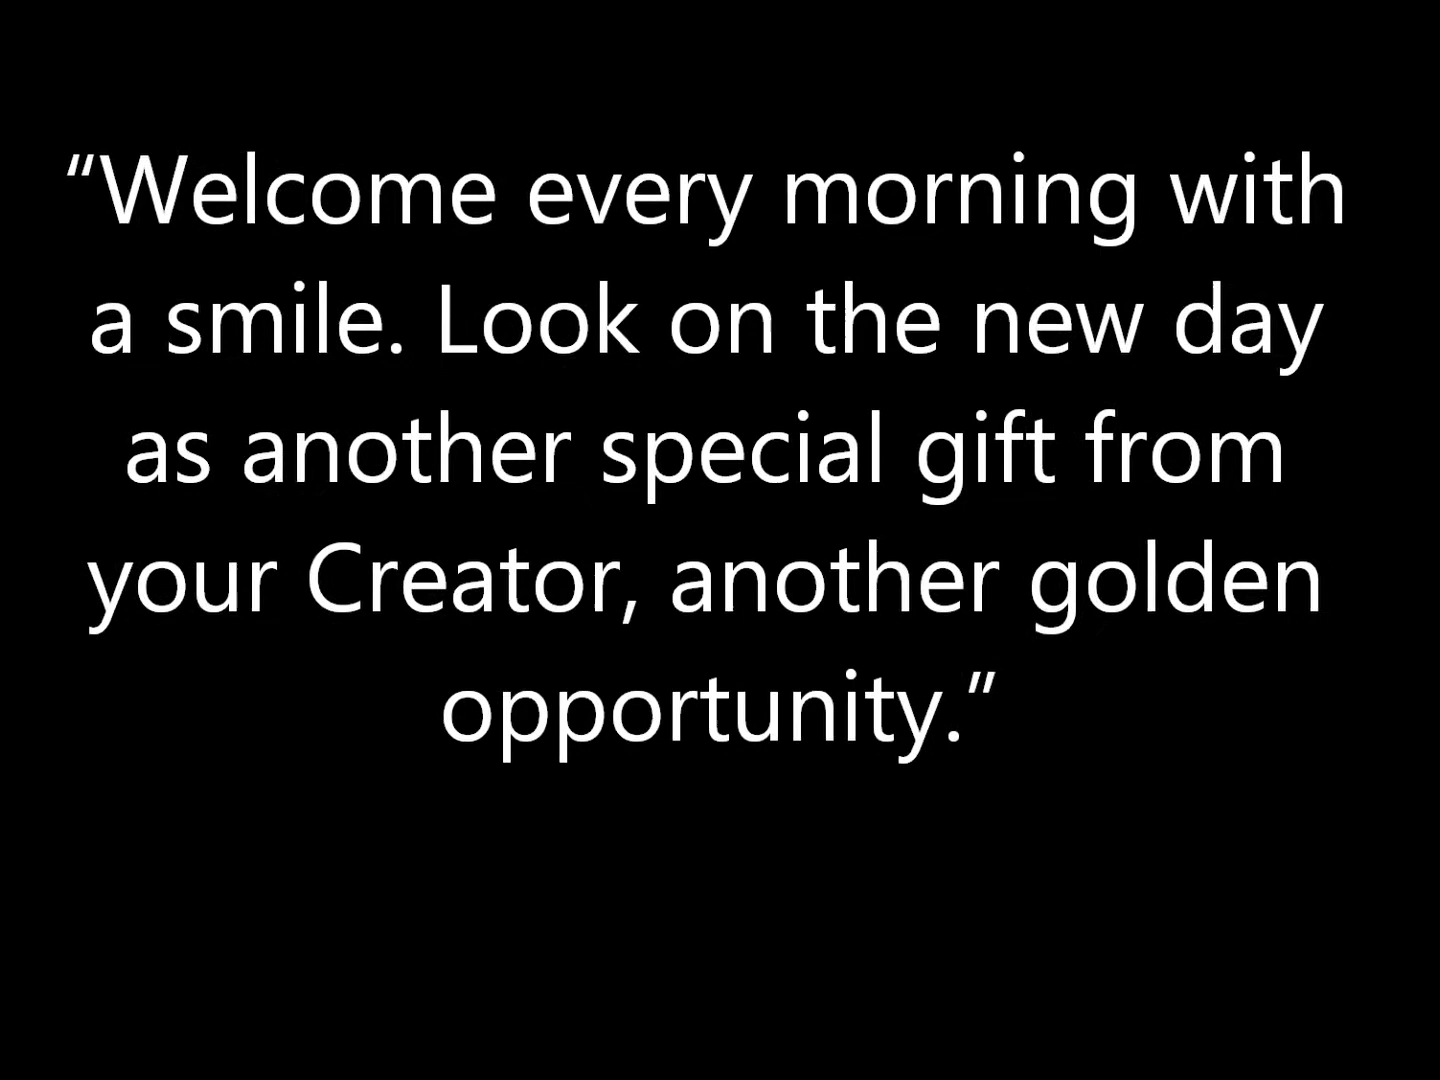 “Welcome every morning with
a smile. Look on the new day
as another special gift from
your Creator, another golden
opportunity.”